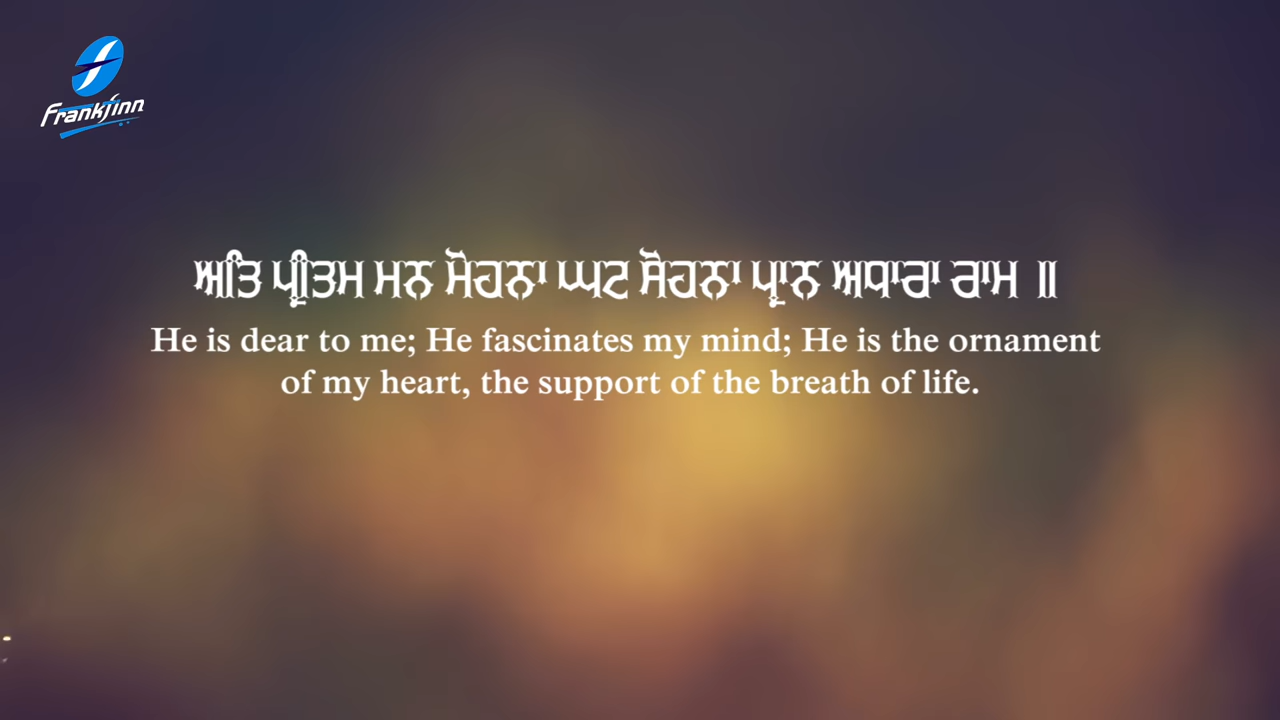 Frankfinn
ਅਤਿ ਪ੍ਰੀਤਮ ਮਨ ਮੋਹਨਾ ਘਟ ਸੋਹਨਾ ਪ੍ਰਾਨ ਅਧਾਰਾ ਰਾਮ ॥
He is dear to me; He fascinates my mind; He is the ornament
of my heart, the support of the breath of life.